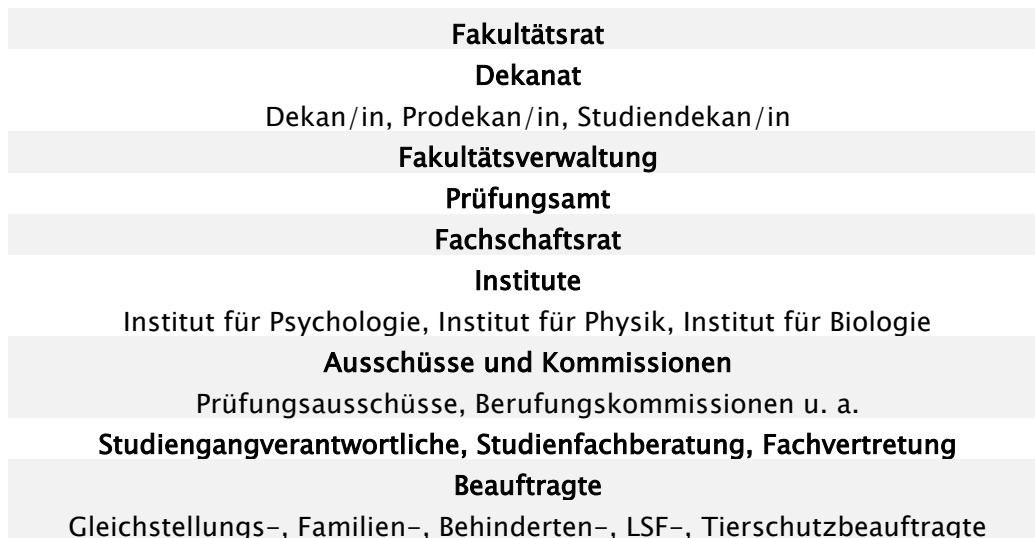 Fakultätsrat
Dekanat
Dekan/in, Prodekan/in, Studiendekan/in
Fakultätsverwaltung
Prüfungsamt
Fachschaftsrat
Institute
Institut für Psychologie, Institut für Physik, Institut für Biologie
Ausschüsse und Kommissionen
Prüfungsausschüsse, Berufungskommissionen u. a.
Studiengangverantwortliche, Studienfachberatung, Fachvertretung
Beauftragte
Gleichstellungs-, Familien-, Behinderten-, LSF-, Tierschutzbeauftragte